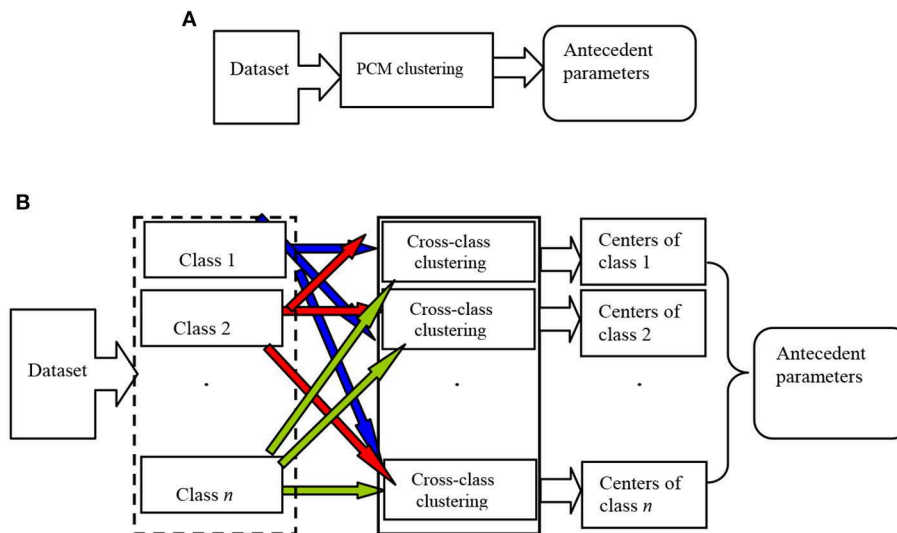 A
Dataset
PCM clustering
Antecedent
parameters
B
Dataset
Class 1
Class 2
.
Class n
Cross-class
clustering
Cross-class
clustering
.
Cross-class
clustering
Centers of
class 1
Centers of
class 2
.
Centers of
class n
Antecedent
parameters